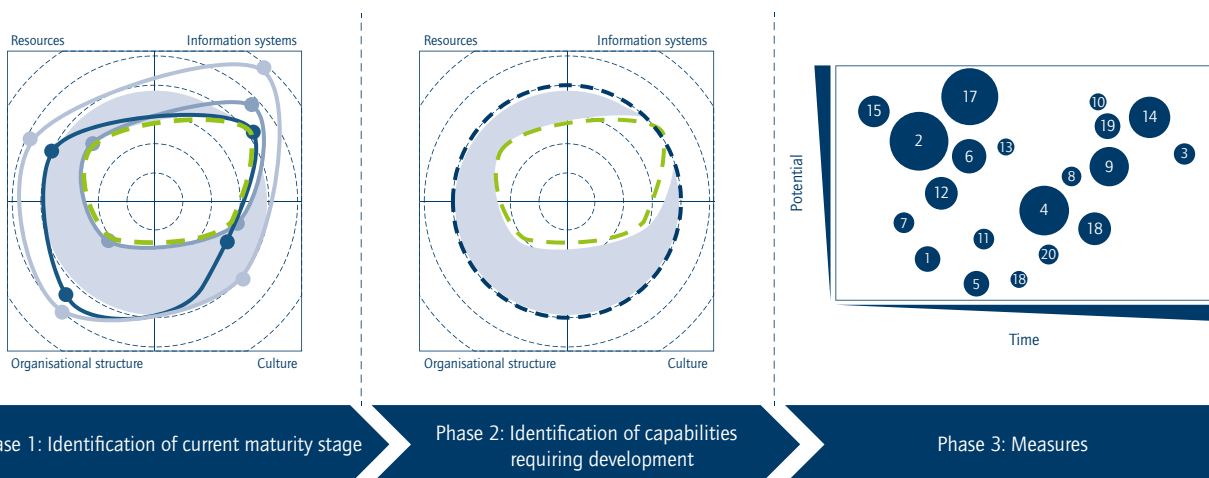 Resources
Information systems
Organisational structure
Culture
Resources
Information systems
Organisational structure
Culture
Potential
15
17
2
6
13
12
7
1
11
5
18
20
4
8
10
19
14
9
3
18
Time
ase 1: Identification of current maturity stage
Phase 2: Identification of capabilities
requiring development
Phase 3: Measures